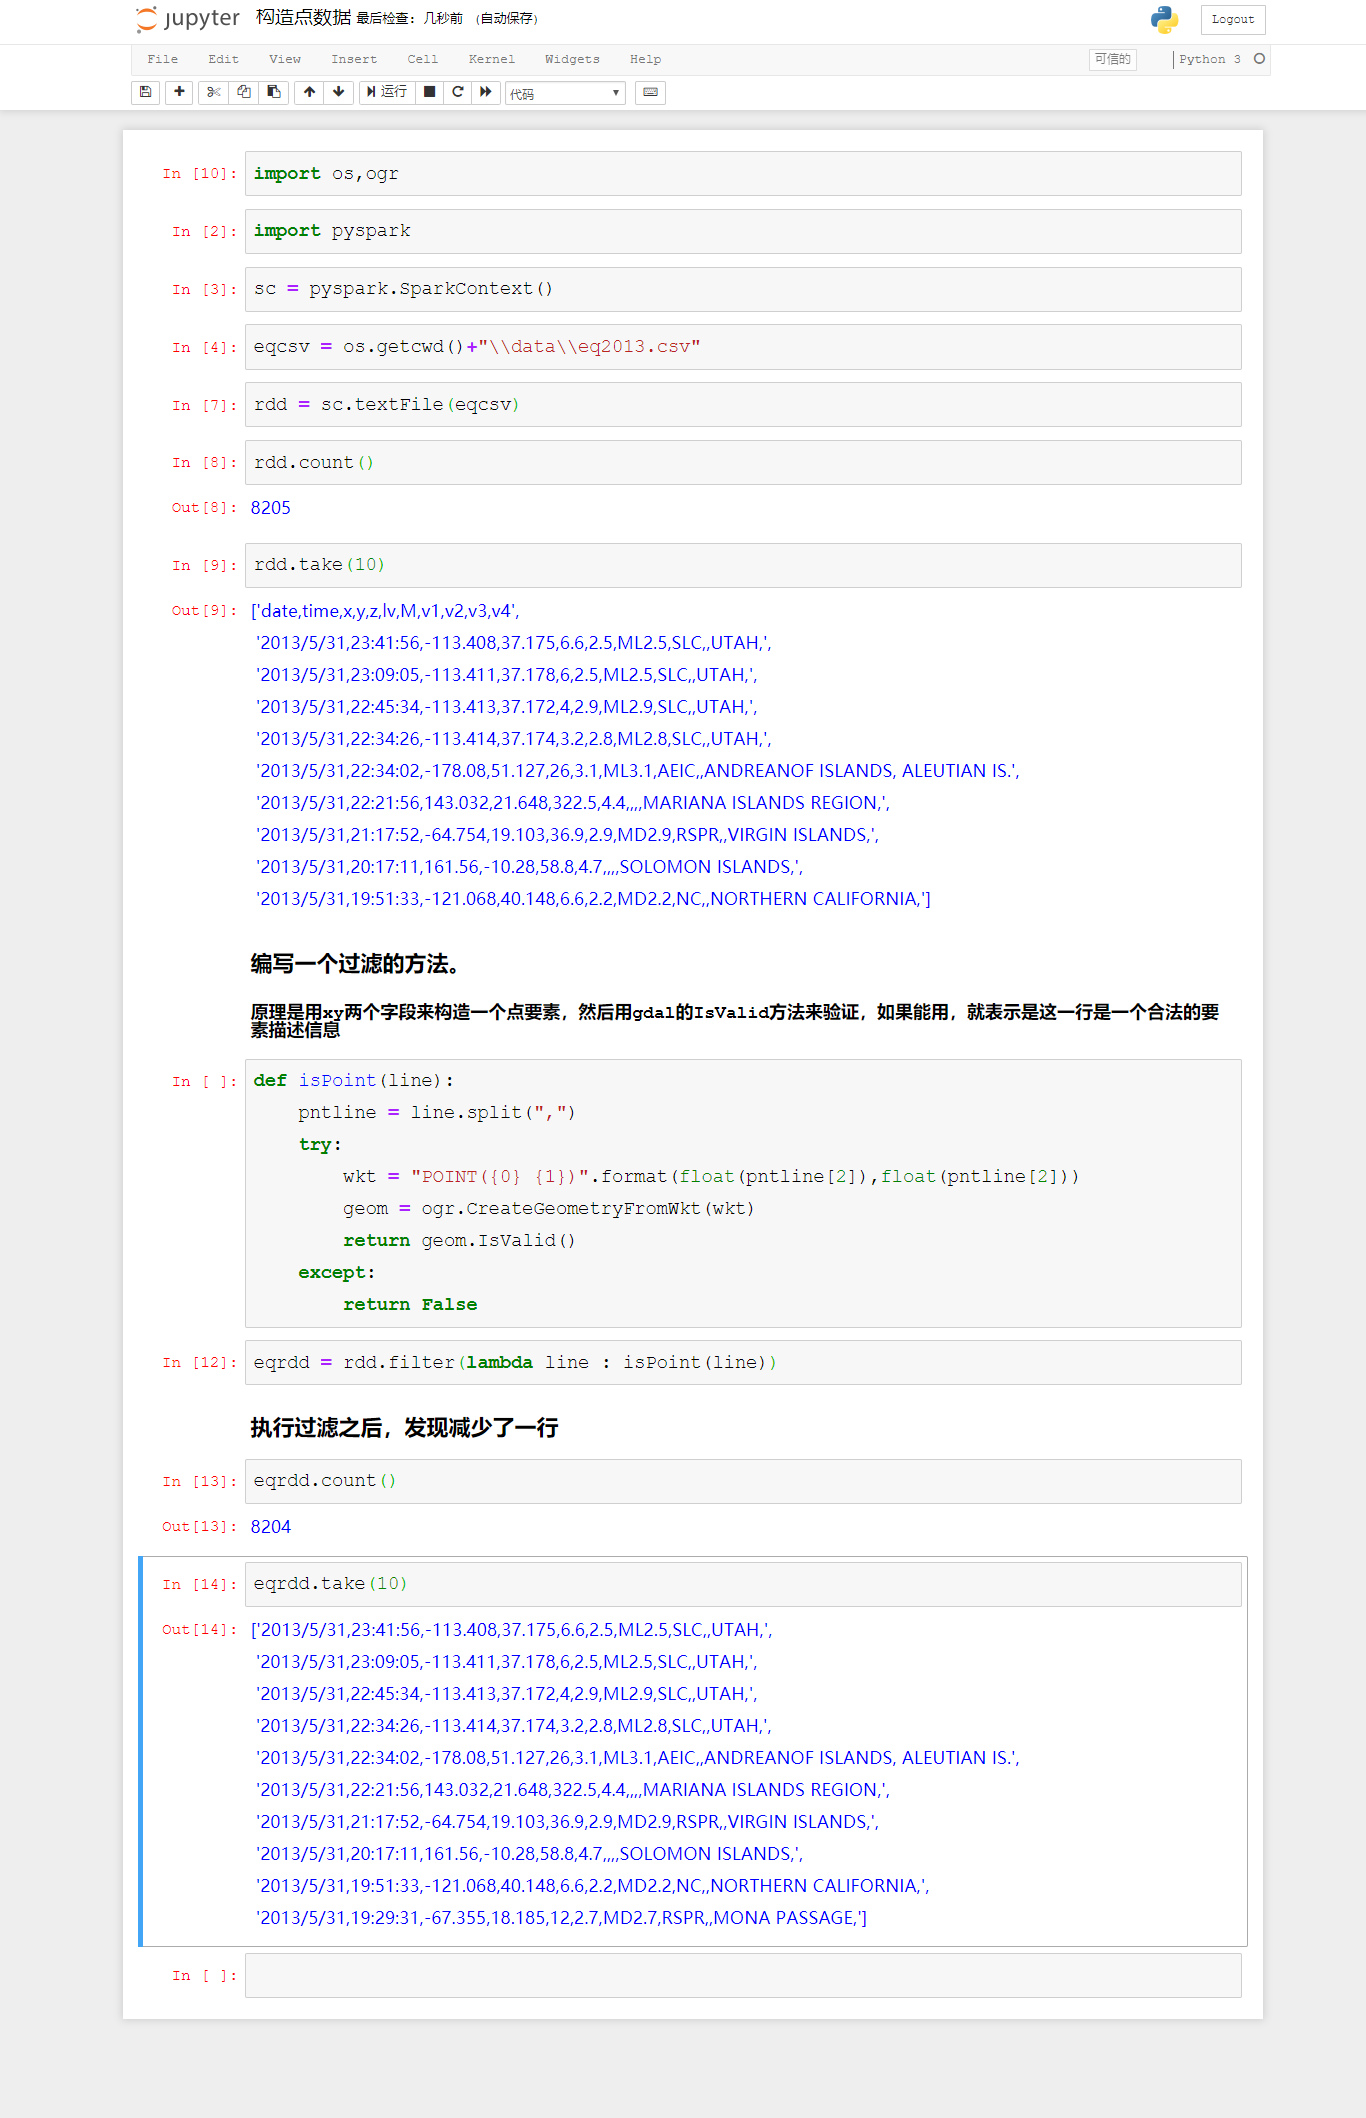 jupyter 构造点数据 最后检查: 几秒前 (自动保存) Logout
File Edit View Insert Cell Kernel Widgets Help 可信的 Python 3
运行 代码
In [10]: import os,ogr
In [2]: import pyspark
In [3]: sc = pyspark.SparkContext()
In [4]: eqcsv = os.getcwd()+"\\data\\eq2013.csv"
In [7]: rdd = sc.textFile(eqcsv)
In [8]: rdd.count()
Out[8]: 8205
In [9]: rdd.take(10)
Out[9]: ['date,time,x,y,z,lv,M,v1,v2,v3,v4',
'2013/5/31,23:41:56,-113.408,37.175,6.6,2.5,ML2.5,SLC,,UTAH,',
'2013/5/31,23:09:05,-113.411,37.178,6,2.5,ML2.5,SLC,,UTAH,',
'2013/5/31,22:45:34,-113.413,37.172,4,2.9,ML2.9,SLC,,UTAH,',
'2013/5/31,22:34:26,-113.414,37.174,3.2,2.8,ML2.8,SLC,,UTAH,',
'2013/5/31,22:34:02,-178.08,51.127,26,3.1,ML3.1,AEIC,,ANDREANOF ISLANDS, ALEUTIAN IS.',
'2013/5/31,22:21:56,143.032,21.648,322.5,4.4,,,,MARIANA ISLANDS REGION,',
'2013/5/31,21:17:52,-64.754,19.103,36.9,2.9,MD2.9,RSPR,,VIRGIN ISLANDS,',
'2013/5/31,20:17:11,161.56,-10.28,58.8,4.7,,,,SOLOMON ISLANDS,',
'2013/5/31,19:51:33,-121.068,40.148,6.6,2.2,MD2.2,NC,,NORTHERN CALIFORNIA,']
编写一个过滤的方法。
原理是用xy两个字段来构造一个点要素，然后用gdal的IsValid方法来验证，如果能用，就表示是这一行是一个合法的要
素描述信息
In [ ]: def isPoint(line):
pntline = line.split(",")
try:
wkt = "POINT({0} {1})".format(float(pntline[2]),float(pntline[2]))
geom = ogr.CreateGeometryFromWkt(wkt)
return geom.IsValid()
except:
return False
In [12]: eqrdd = rdd.filter(lambda line : isPoint(line))
执行过滤之后，发现减少了一行
In [13]: eqrdd.count()
Out[13]: 8204
In [14]: eqrdd.take(10)
Out[14]: ['2013/5/31,23:41:56,-113.408,37.175,6.6,2.5,ML2.5,SLC,,UTAH,',
'2013/5/31,23:09:05,-113.411,37.178,6,2.5,ML2.5,SLC,,UTAH,',
'2013/5/31,22:45:34,-113.413,37.172,4,2.9,ML2.9,SLC,,UTAH,',
'2013/5/31,22:34:26,-113.414,37.174,3.2,2.8,ML2.8,SLC,,UTAH,',
'2013/5/31,22:34:02,-178.08,51.127,26,3.1,ML3.1,AEIC,,ANDREANOF ISLANDS, ALEUTIAN IS.',
'2013/5/31,22:21:56,143.032,21.648,322.5,4.4,,,,MARIANA ISLANDS REGION,',
'2013/5/31,21:17:52,-64.754,19.103,36.9,2.9,MD2.9,RSPR,,VIRGIN ISLANDS,',
'2013/5/31,20:17:11,161.56,-10.28,58.8,4.7,,,,SOLOMON ISLANDS,',
'2013/5/31,19:51:33,-121.068,40.148,6.6,2.2,MD2.2,NC,,NORTHERN CALIFORNIA,',
'2013/5/31,19:29:31,-67.355,18.185,12,2.7,MD2.7,RSPR,,MONA PASSAGE,']
In [ ]: